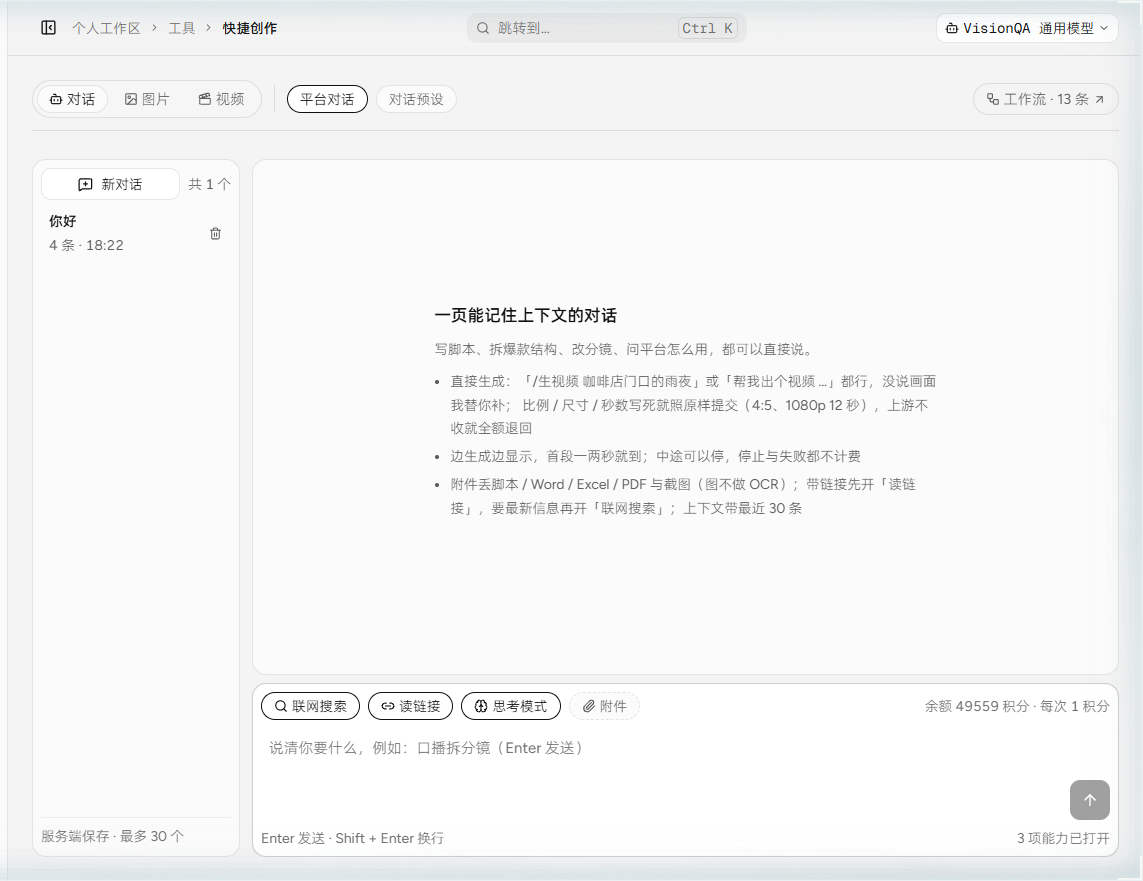 个人工作区 > 工具 > 快捷创作
跳转到... Ctrl K
VisionQA 通用模型
对话 图片 视频 平台对话 对话预设
工作流 · 13 条
新对话 共 1 个
你好
4 条 · 18:22
一页能记住上下文的对话
写脚本、拆爆款结构、改分镜、问平台怎么用，都可以直接说。
• 直接生成：「/生视频 咖啡店门口的雨夜」或「帮我出个视频 ...」都行，没说画面
我替你补； 比例 / 尺寸 / 秒数写死就照原样提交（4:5、1080p 12 秒），上游不
收就全额退回
• 边生成边显示，首段一两秒就到；中途可以停，停止与失败都不计费
• 附件丢脚本 / Word / Excel / PDF 与截图（图不做 OCR）；带链接先开「读链
接」，要最新信息再开「联网搜索」；上下文带最近 30 条
联网搜索 读链接 思考模式 附件
余额 49559 积分 · 每次 1 积分
说清你要什么，例如：口播拆分镜（Enter 发送）
服务端保存 · 最多 30 个
Enter 发送 · Shift + Enter 换行
3 项能力已打开